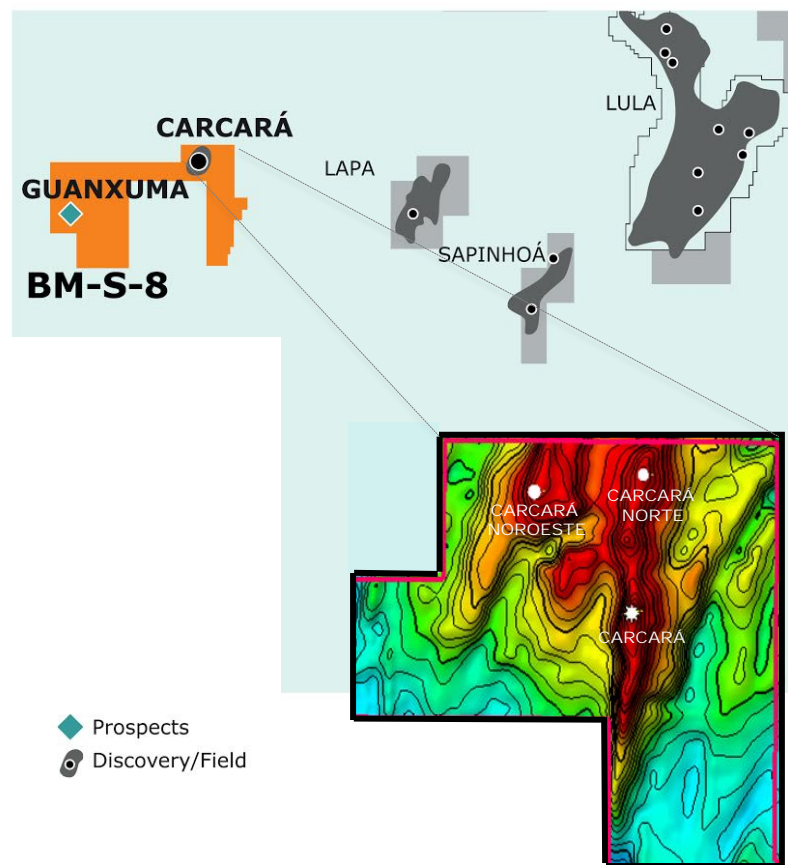 LULA
CARCARÁ
LAPA
GUANXUMA
SAPINHOÁ
BM-S-8
CARCARÁ
NOROESTE
CARCARÁ
NORTE
CARCARÁ
Prospects
Discovery/Field